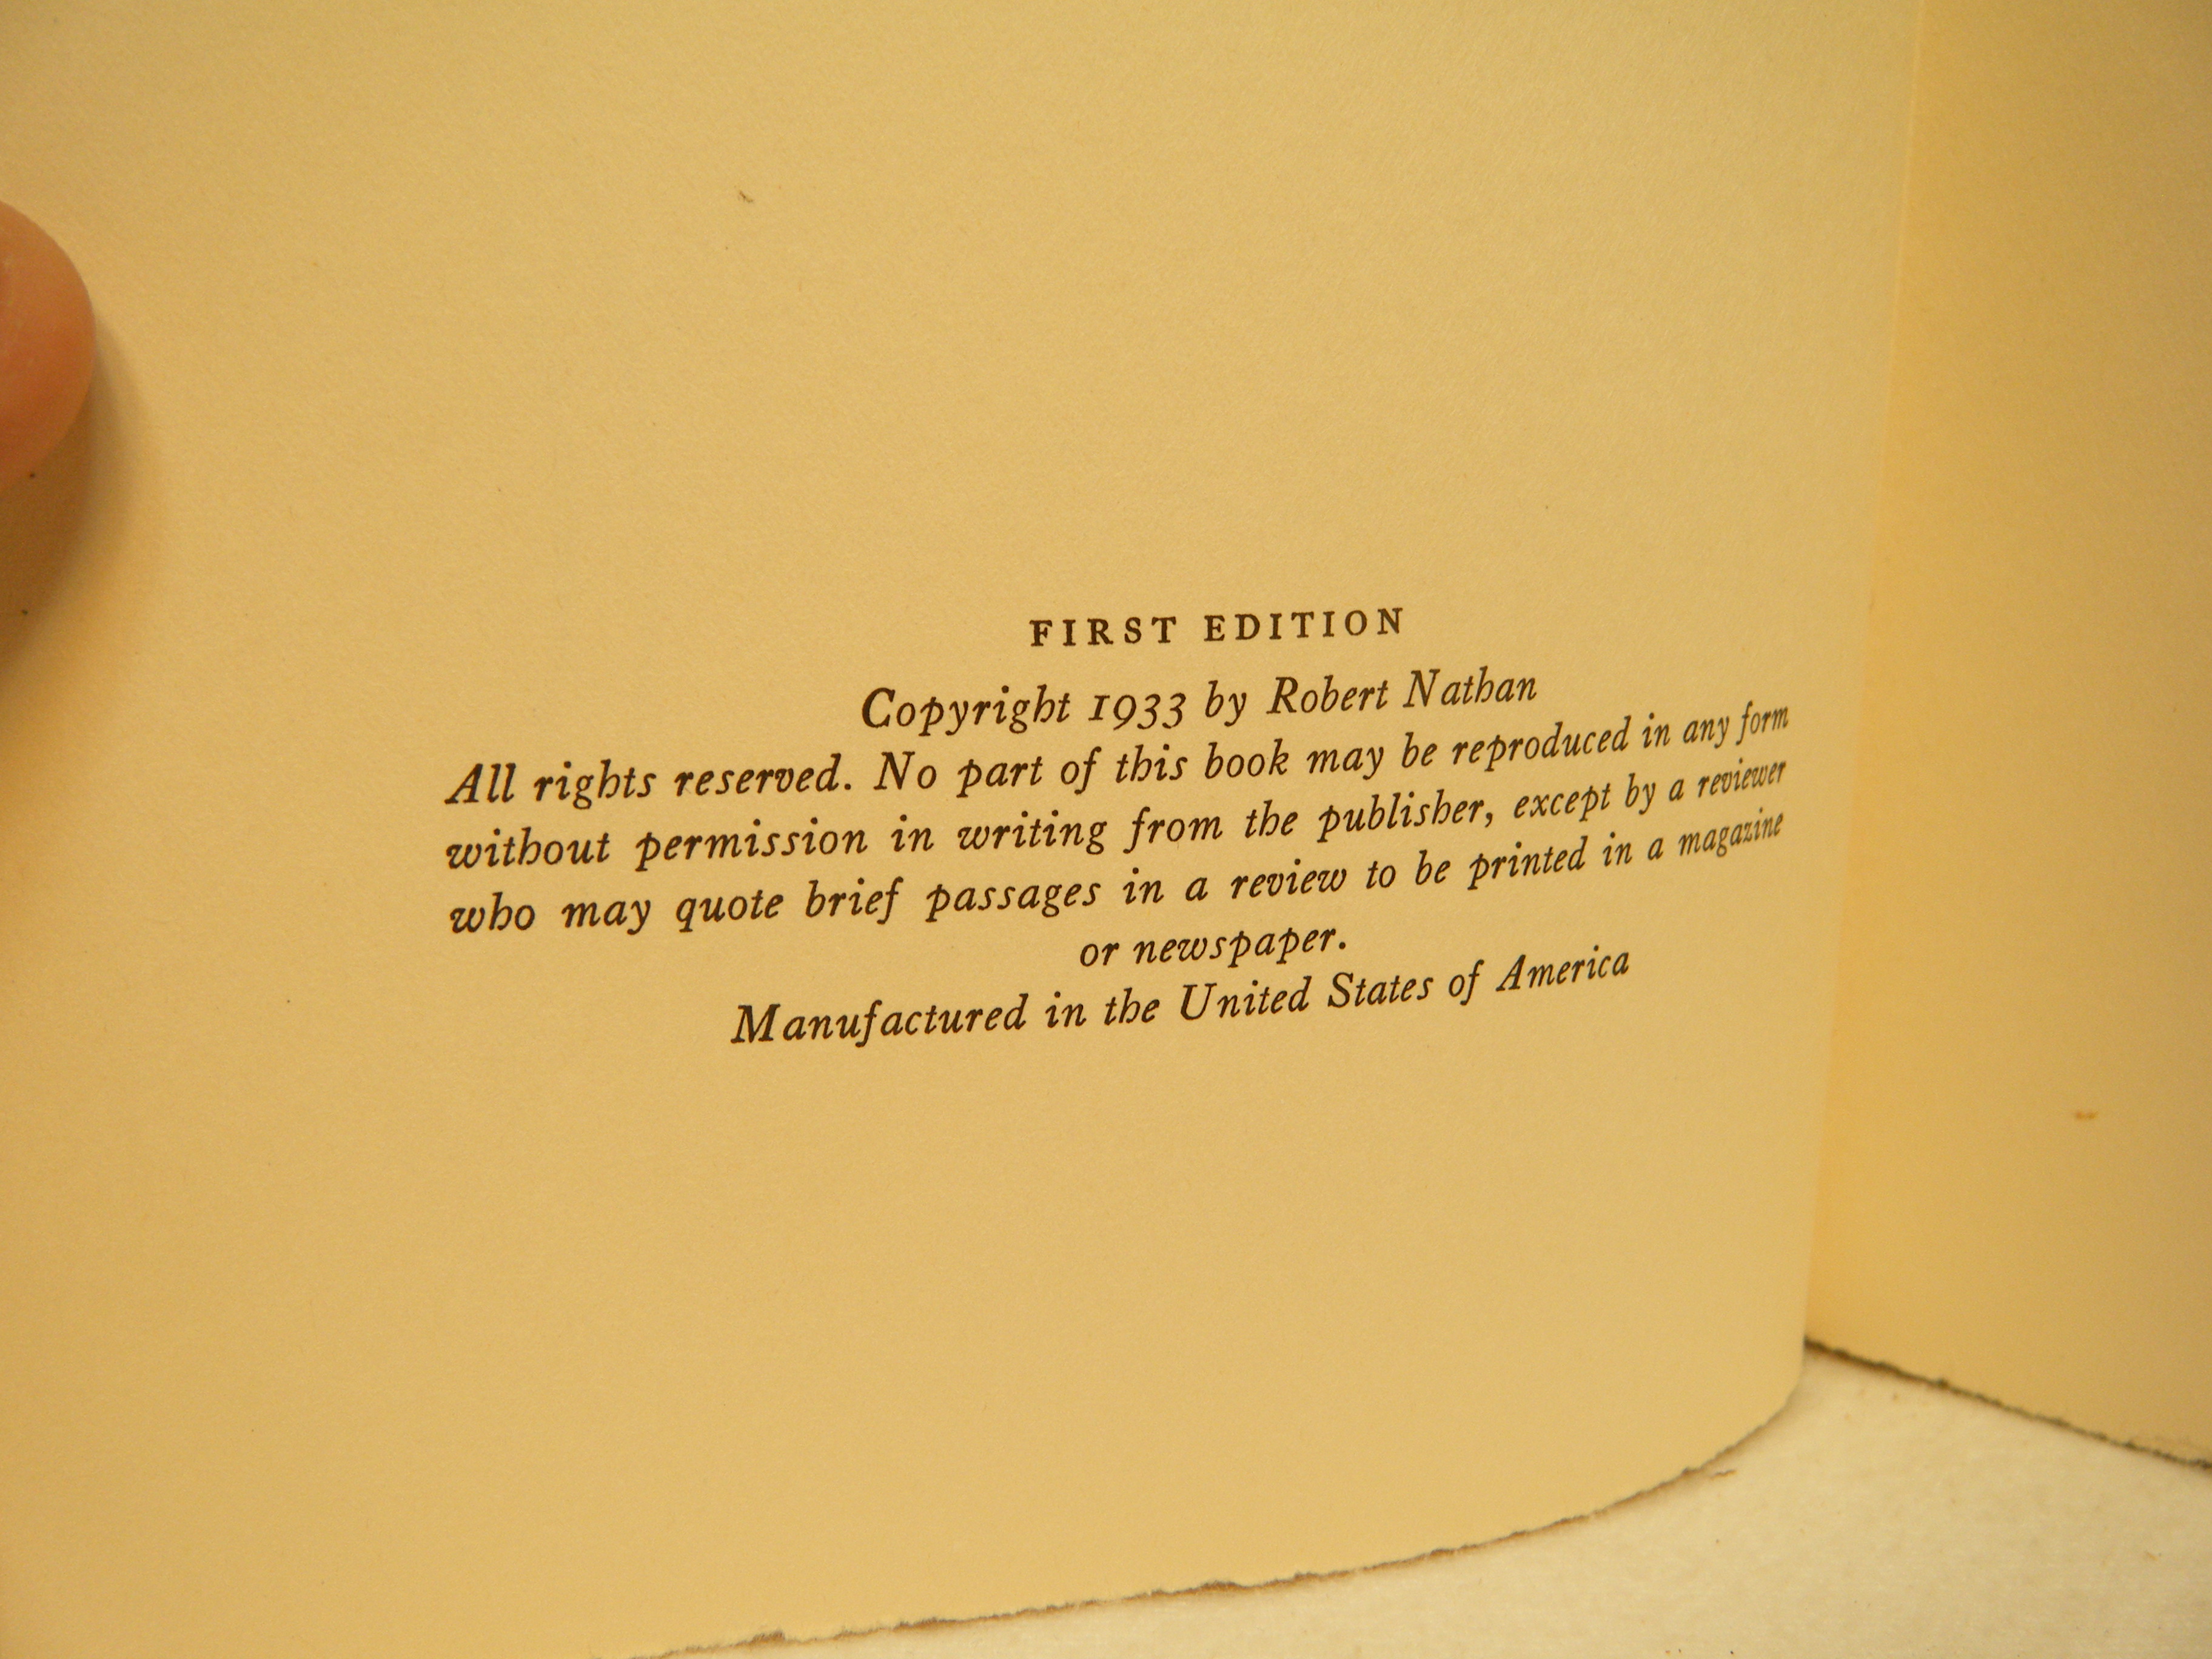 FIRST EDITION
Copyright 1933 by Robert Nathan
All rights reserved. No part of this book may be reproduced in any form
without permission in writing from the publisher, except by a reviewer
who may quote brief passages in a review to be printed in a magazine
or newspaper.
Manufactured in the United States of America